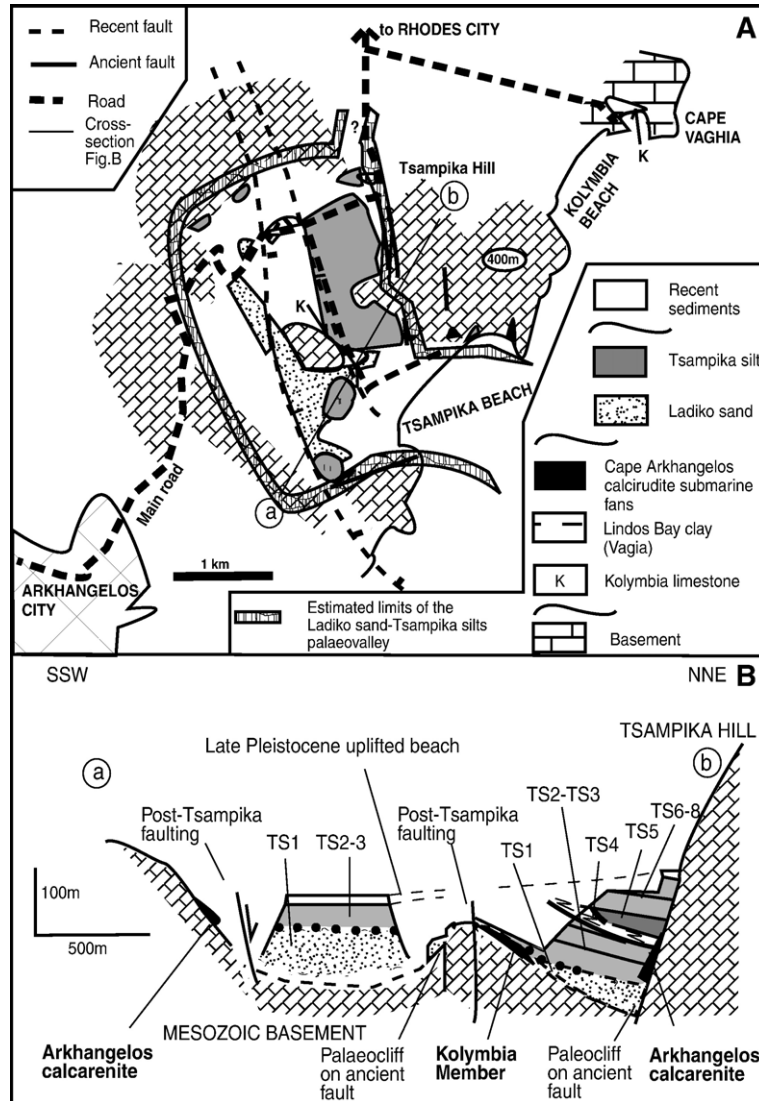 A
Recent fault
Ancient fault
Road
Cross-
section
Fig.B
to RHODES CITY
CAPE
VAGHIA
K
KOLYMBIA
BEACH
?
Tsampika Hill
b
400m
K
TSAMPIKA BEACH
a
Main road
ARKHANGELOS
CITY
1 km
Estimated limits of the
Ladiko sand-Tsampika silts
palaeovalley
Recent
sediments
Tsampika silt
Ladiko sand
Cape Arkhangelos
calcirudite submarine
fans
Lindos Bay clay
(Vagia)
K
Kolymbia limestone
Basement
SSW
NNE
B
TSAMPIKA HILL
a
b
Late Pleistocene uplifted beach
Post-Tsampika
faulting
TS1
TS2-3
Post-Tsampika
faulting
TS2-TS3
TS1
TS4
TS5
TS6-8
100m
500m
MESOZOIC BASEMENT
Arkhangelos
calcarenite
Palaeocliff
on ancient
fault
Kolymbia
Member
Paleocliff
on ancient
fault
Arkhangelos
calcarenite